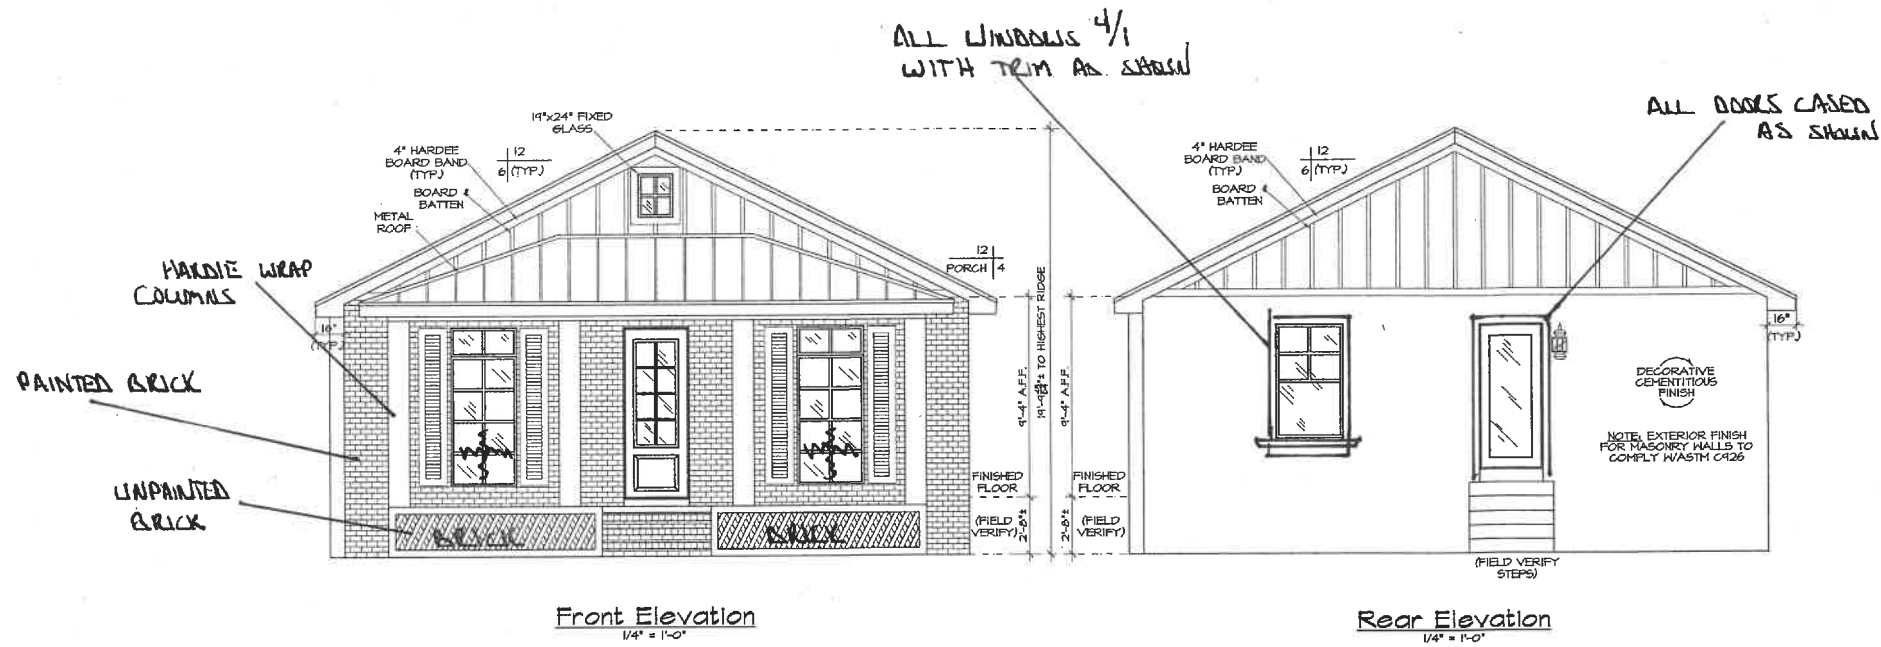 ALL WINDOWS 4/1
WITH TRIM AS SHOWN
ALL DOORS CASED
AS SHOWN
19"x24" FIXED
GLASS
4" HARDEE
BOARD BAND
(TYP.)
12
6 (TYP.)
BOARD &
BATTEN
METAL
ROOF
HARDIE WRAP
COLUMNS
12
PORCH 4
16"
(TYP.)
PAINTED BRICK
UNPAINTED
BRICK
BRICK
BRICK
9'-4" A.F.F.
FINISHED
FLOOR
(FIELD
VERIFY)
2'-8"±
4" HARDEE
BOARD BAND
(TYP.)
12
6 (TYP.)
BOARD &
BATTEN
9'-4" A.F.F.
FINISHED
FLOOR
(FIELD
VERIFY)
2'-8"±
TO HIGHEST RIDGE
16"
(TYP.)
DECORATIVE
CEMENTITIOUS
FINISH
NOTE: EXTERIOR FINISH
FOR MASONRY WALLS TO
COMPLY W/ASTM C926
(FIELD VERIFY
STEPS)
Front Elevation
1/4" = 1'-0"
Rear Elevation
1/4" = 1'-0"